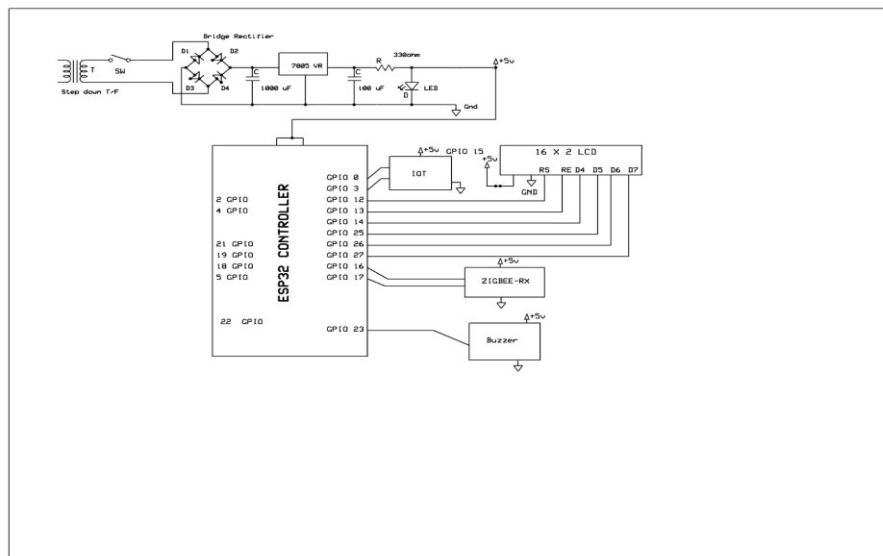 Bridge Rectifier
D1
D2
T
SW
D3
D4
Step down T/F
C
1000 uF
7805 VR
C
100 uF
R
330ohm
D
LED
+5v
Gnd
ESP32 CONTROLLER
2 GPIO
4 GPIO
21 GPIO
19 GPIO
18 GPIO
5 GPIO
22 GPIO
GPIO 0
GPIO 3
GPIO 12
GPIO 13
GPIO 14
GPIO 25
GPIO 26
GPIO 27
GPIO 16
GPIO 17
GPIO 23
+5v
GPIO 15
IOT
+5v
16 X 2 LCD
RS RE D4 D5 D6 D7
GND
+5v
ZIGBEE-RX
+5v
Buzzer